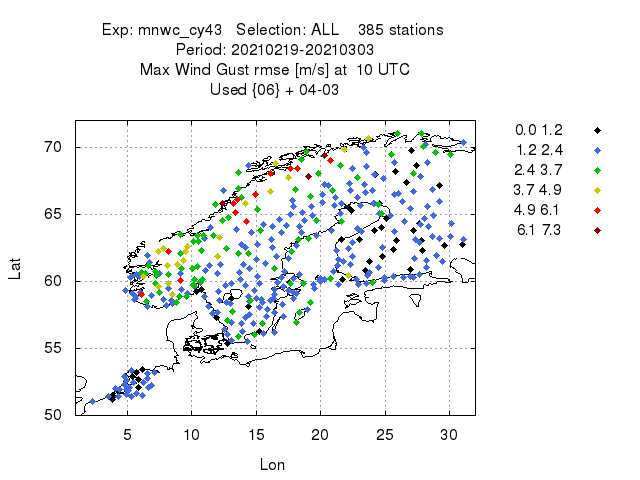 Exp: mnwc_cy43   Selection: ALL    385 stations
Period: 20210219-20210303
Max Wind Gust rmse [m/s] at  10 UTC
Used {06} + 04-03
0.0 1.2
1.2 2.4
2.4 3.7
3.7 4.9
4.9 6.1
6.1 7.3
70
65
60
55
50
Lat
5 10 15 20 25 30
Lon